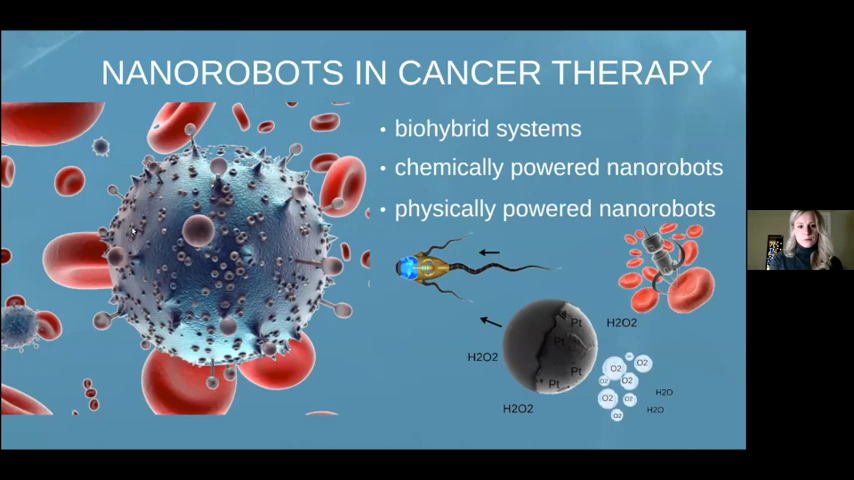 NANOROBOTS IN CANCER THERAPY
• biohybrid systems
• chemically powered nanorobots
• physically powered nanorobots
H2O2
Pt
Pt
Pt
Pt
H2O2
H2O2
O2
O2
O2
O2
O2
O2
O2
H2O
H2O